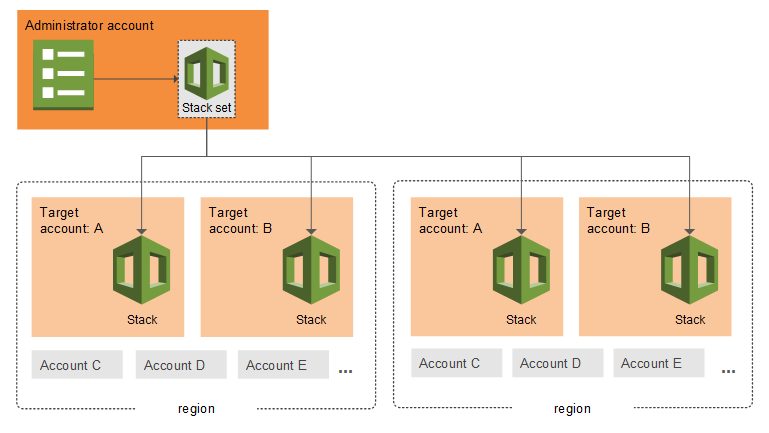 Administrator account
Stack set
Target
account: A
Stack
Target
account: B
Stack
Account C
Account D
Account E
...
region
Target
account: A
Stack
Target
account: B
Stack
Account C
Account D
Account E
...
region